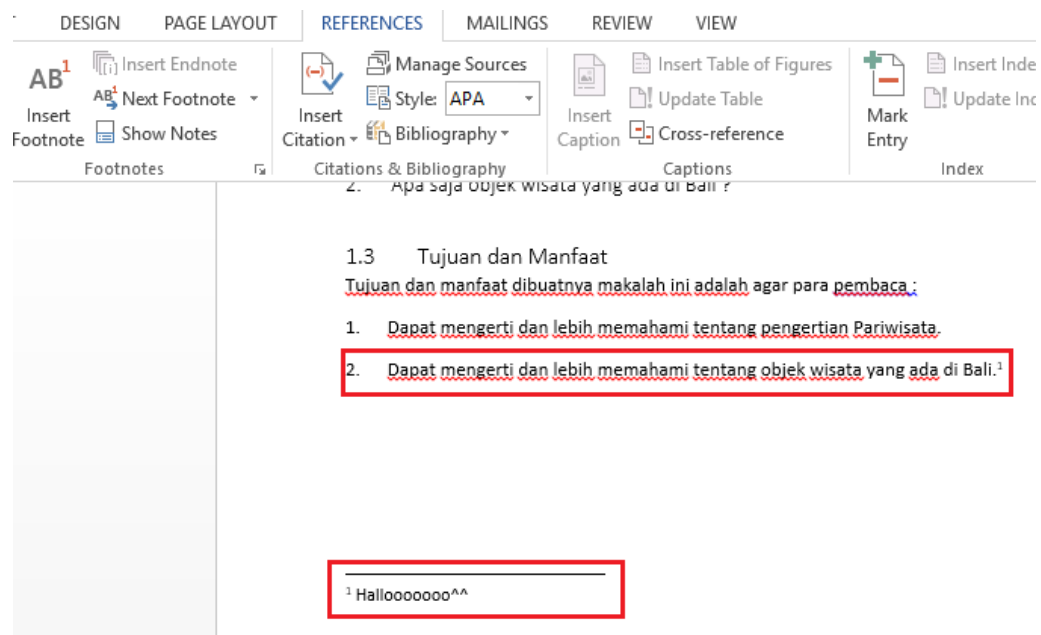 DESIGN PAGE LAYOUT REFERENCES MAILINGS REVIEW VIEW
AB1 Insert Footnote
Insert Endnote
AB1 Next Footnote
Show Notes
Footnotes
Insert Citation
Manage Sources
Style: APA
Bibliography
Citations & Bibliography
Insert Caption
Insert Table of Figures
Update Table
Cross-reference
Captions
Mark Entry
Insert Inde
Update Ind
Index
2. Apa saja objek wisata yang ada di Bali ?
1.3 Tujuan dan Manfaat
Tujuan dan manfaat dibuatnya makalah ini adalah agar para pembaca :
1. Dapat mengerti dan lebih memahami tentang pengertian Pariwisata.
2. Dapat mengerti dan lebih memahami tentang objek wisata yang ada di Bali.¹
¹ Hallooooooo^^